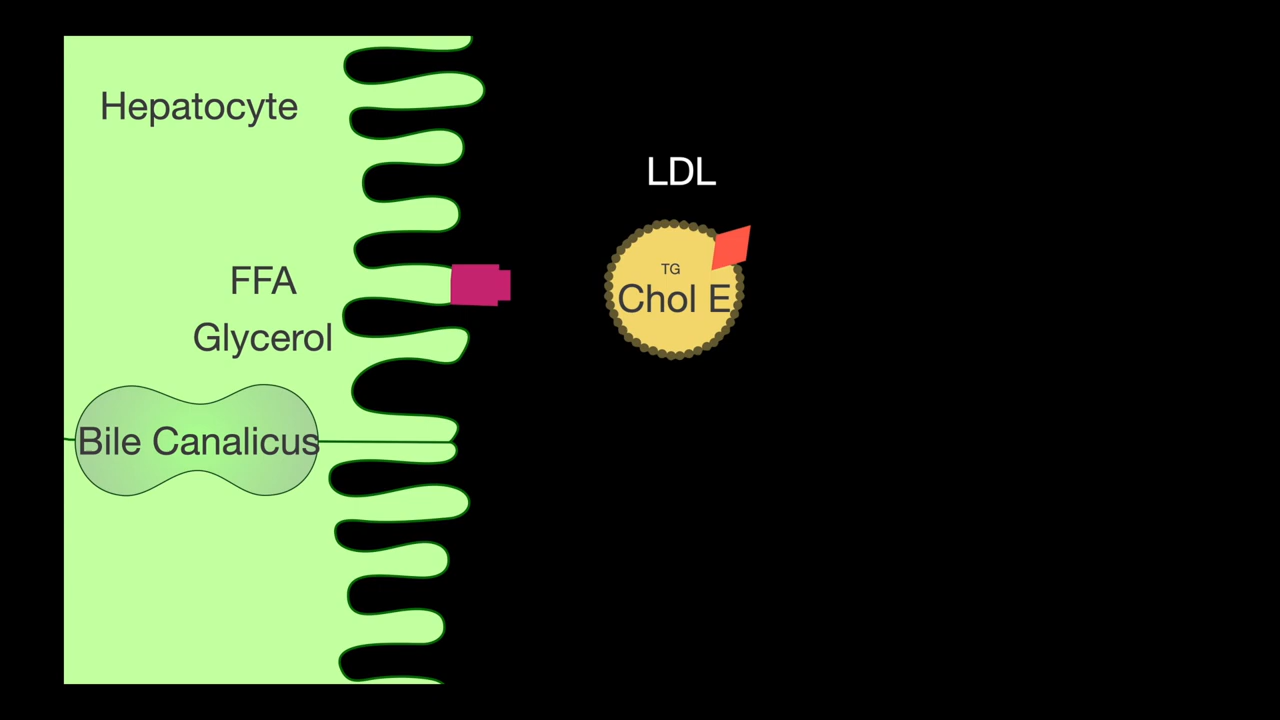 Hepatocyte
LDL
FFA
TG
Chol E
Glycerol
Bile Canalicus